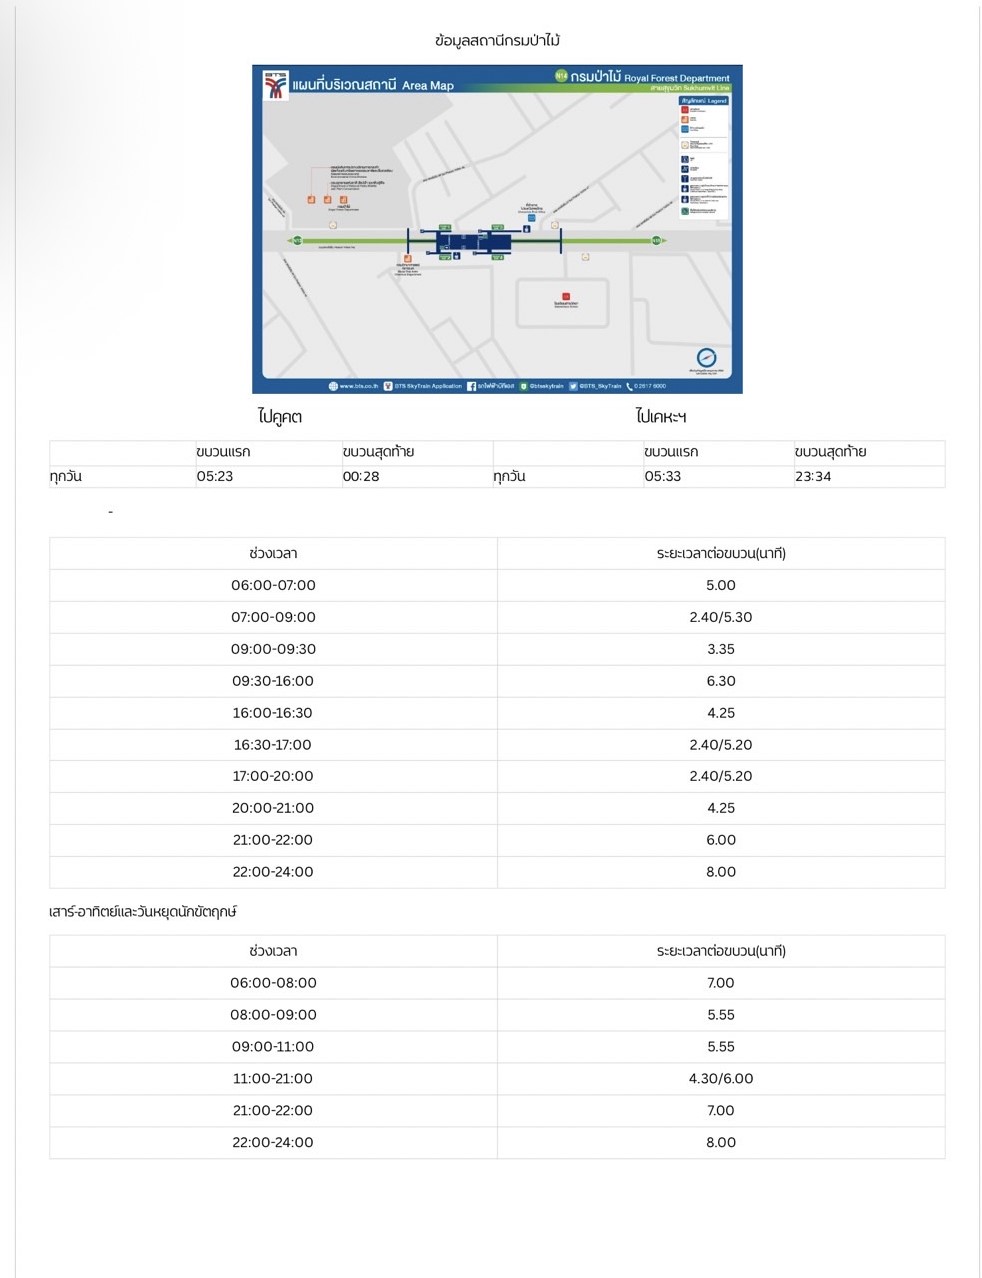 ข้อมูลสถานีกรมป่าไม้
แผนที่บริเวณสถานี Area Map
N14 กรมป่าไม้ Royal Forest Department
สายสุขุมวิท Sukhumvit Line
สัญลักษณ์ Legend
www.bts.co.th BTS SkyTrain Application รถไฟฟ้าบีทีเอส @btsskytrain @BTS_SkyTrain 0 2617 6000
ไปคูคต ไปเคหะฯ
ขบวนแรก ขบวนสุดท้าย ขบวนแรก ขบวนสุดท้าย
ทุกวัน 05:23 00:28 ทุกวัน 05:33 23:34
-
ช่วงเวลา ระยะเวลาต่อขบวน(นาที)
06:00-07:00 5.00
07:00-09:00 2.40/5.30
09:00-09:30 3.35
09:30-16:00 6.30
16:00-16:30 4.25
16:30-17:00 2.40/5.20
17:00-20:00 2.40/5.20
20:00-21:00 4.25
21:00-22:00 6.00
22:00-24:00 8.00
เสาร์-อาทิตย์และวันหยุดนักขัตฤกษ์
ช่วงเวลา ระยะเวลาต่อขบวน(นาที)
06:00-08:00 7.00
08:00-09:00 5.55
09:00-11:00 5.55
11:00-21:00 4.30/6.00
21:00-22:00 7.00
22:00-24:00 8.00